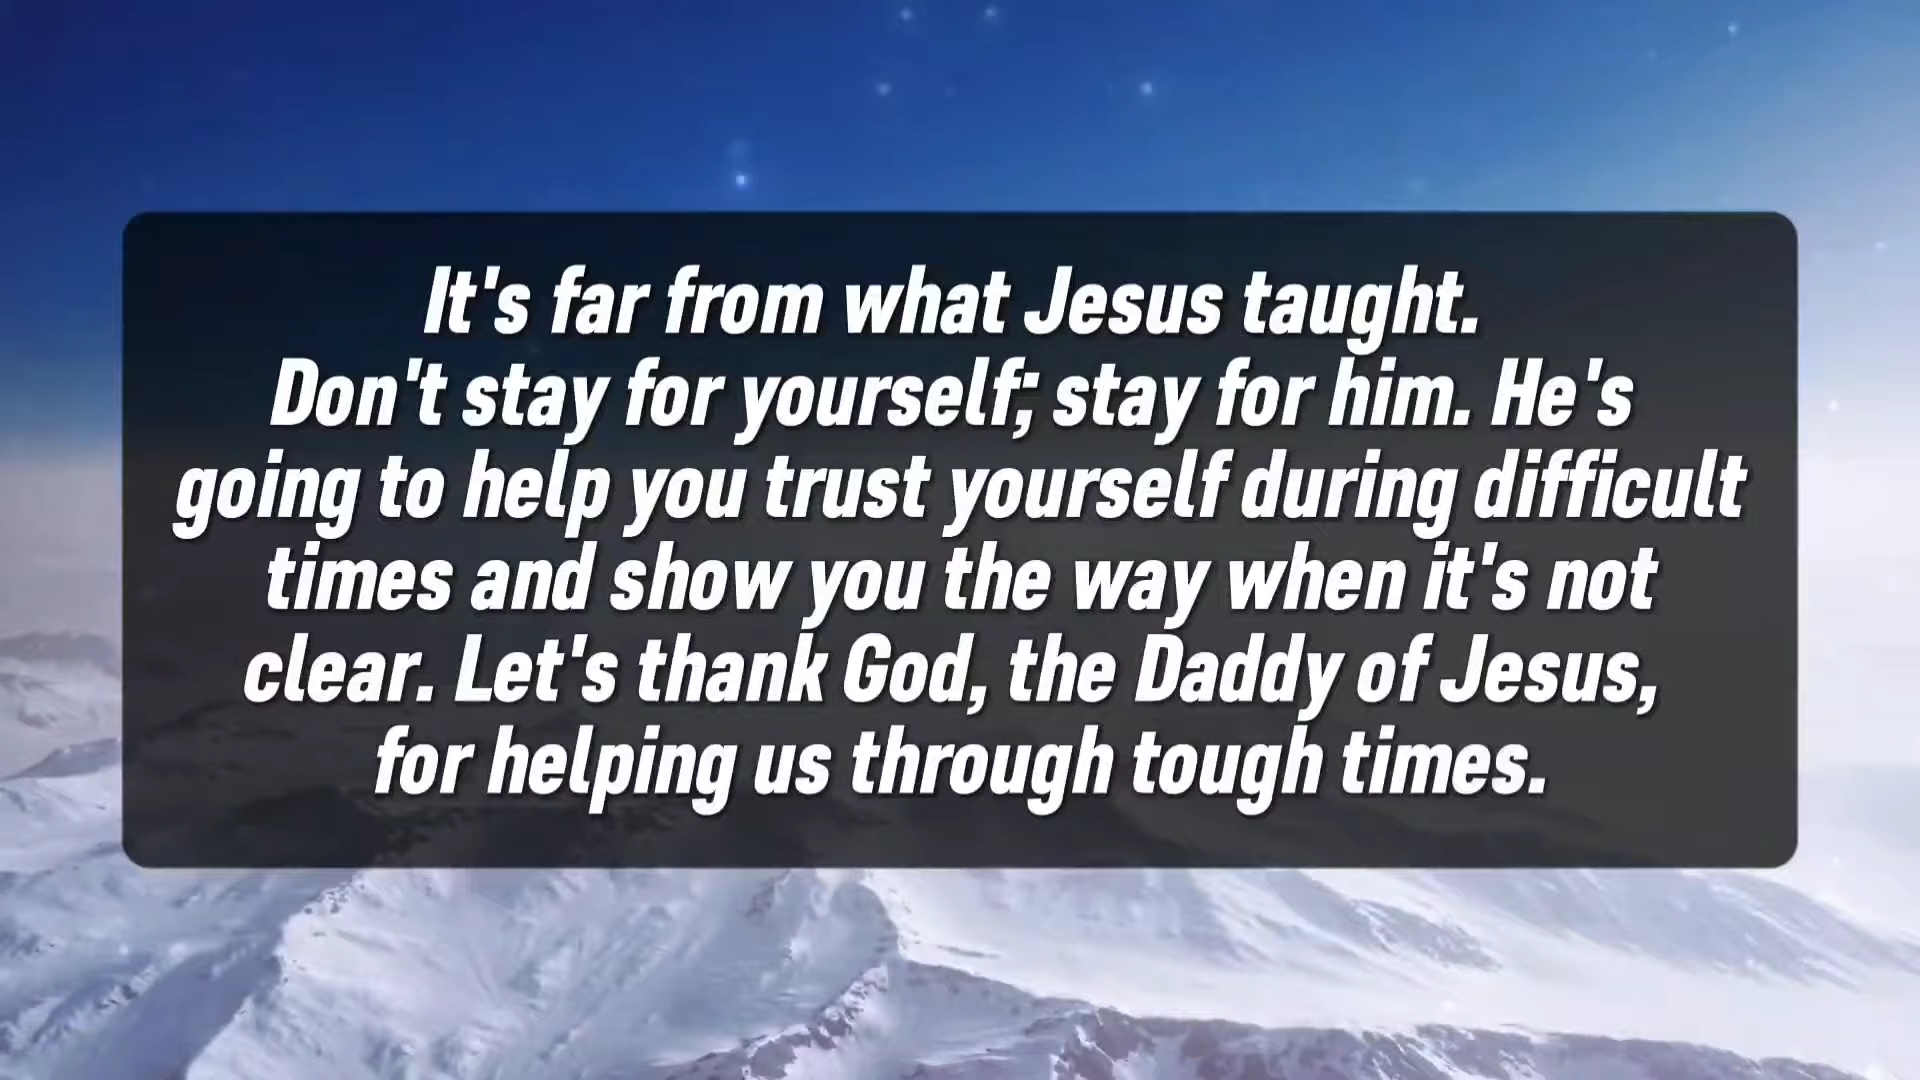 It's far from what Jesus taught.
Don't stay for yourself; stay for him. He's
going to help you trust yourself during difficult
times and show you the way when it's not
clear. Let's thank God, the Daddy of Jesus,
for helping us through tough times.